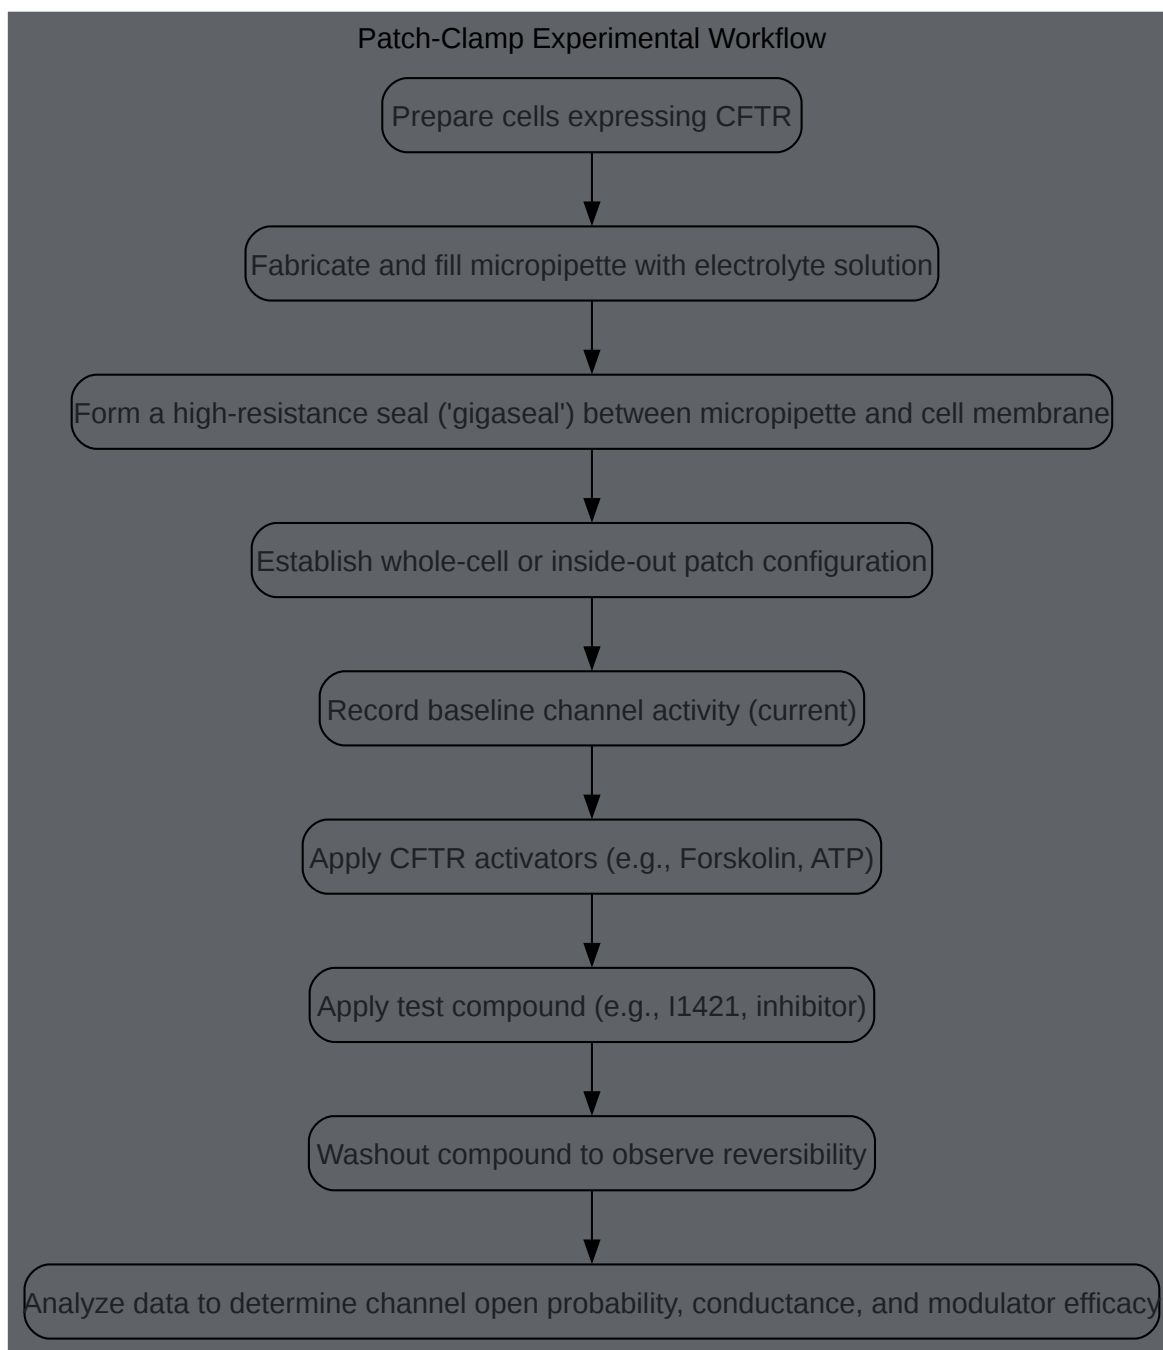 Patch-Clamp Experimental Workflow
Prepare cells expressing CFTR
Fabricate and fill micropipette with electrolyte solution
Form a high-resistance seal ('gigaseal') between micropipette and cell membrane
Establish whole-cell or inside-out patch configuration
Record baseline channel activity (current)
Apply CFTR activators (e.g., Forskolin, ATP)
Apply test compound (e.g., I1421, inhibitor)
Washout compound to observe reversibility
Analyze data to determine channel open probability, conductance, and modulator efficacy